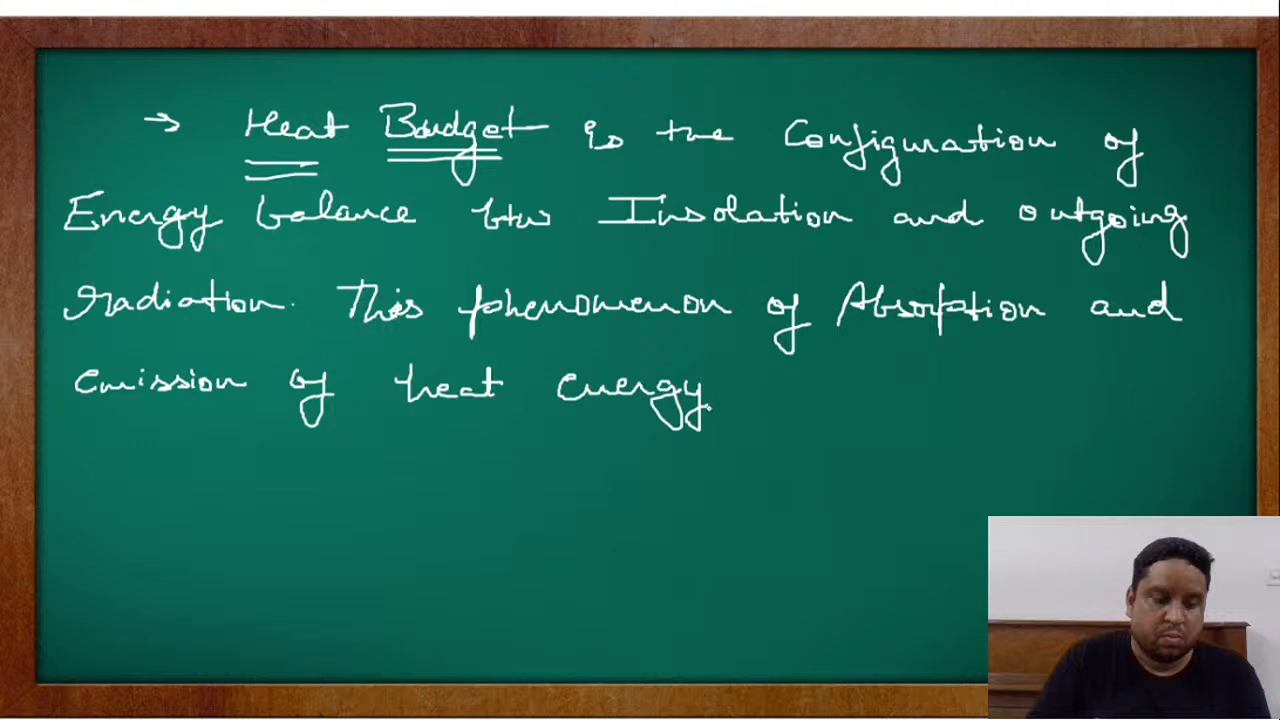 → Heat Budget is the Configuration of
Energy balance btw Insolation and outgoing
radiation. This phenomenon of Absorption and
emission of heat energy.